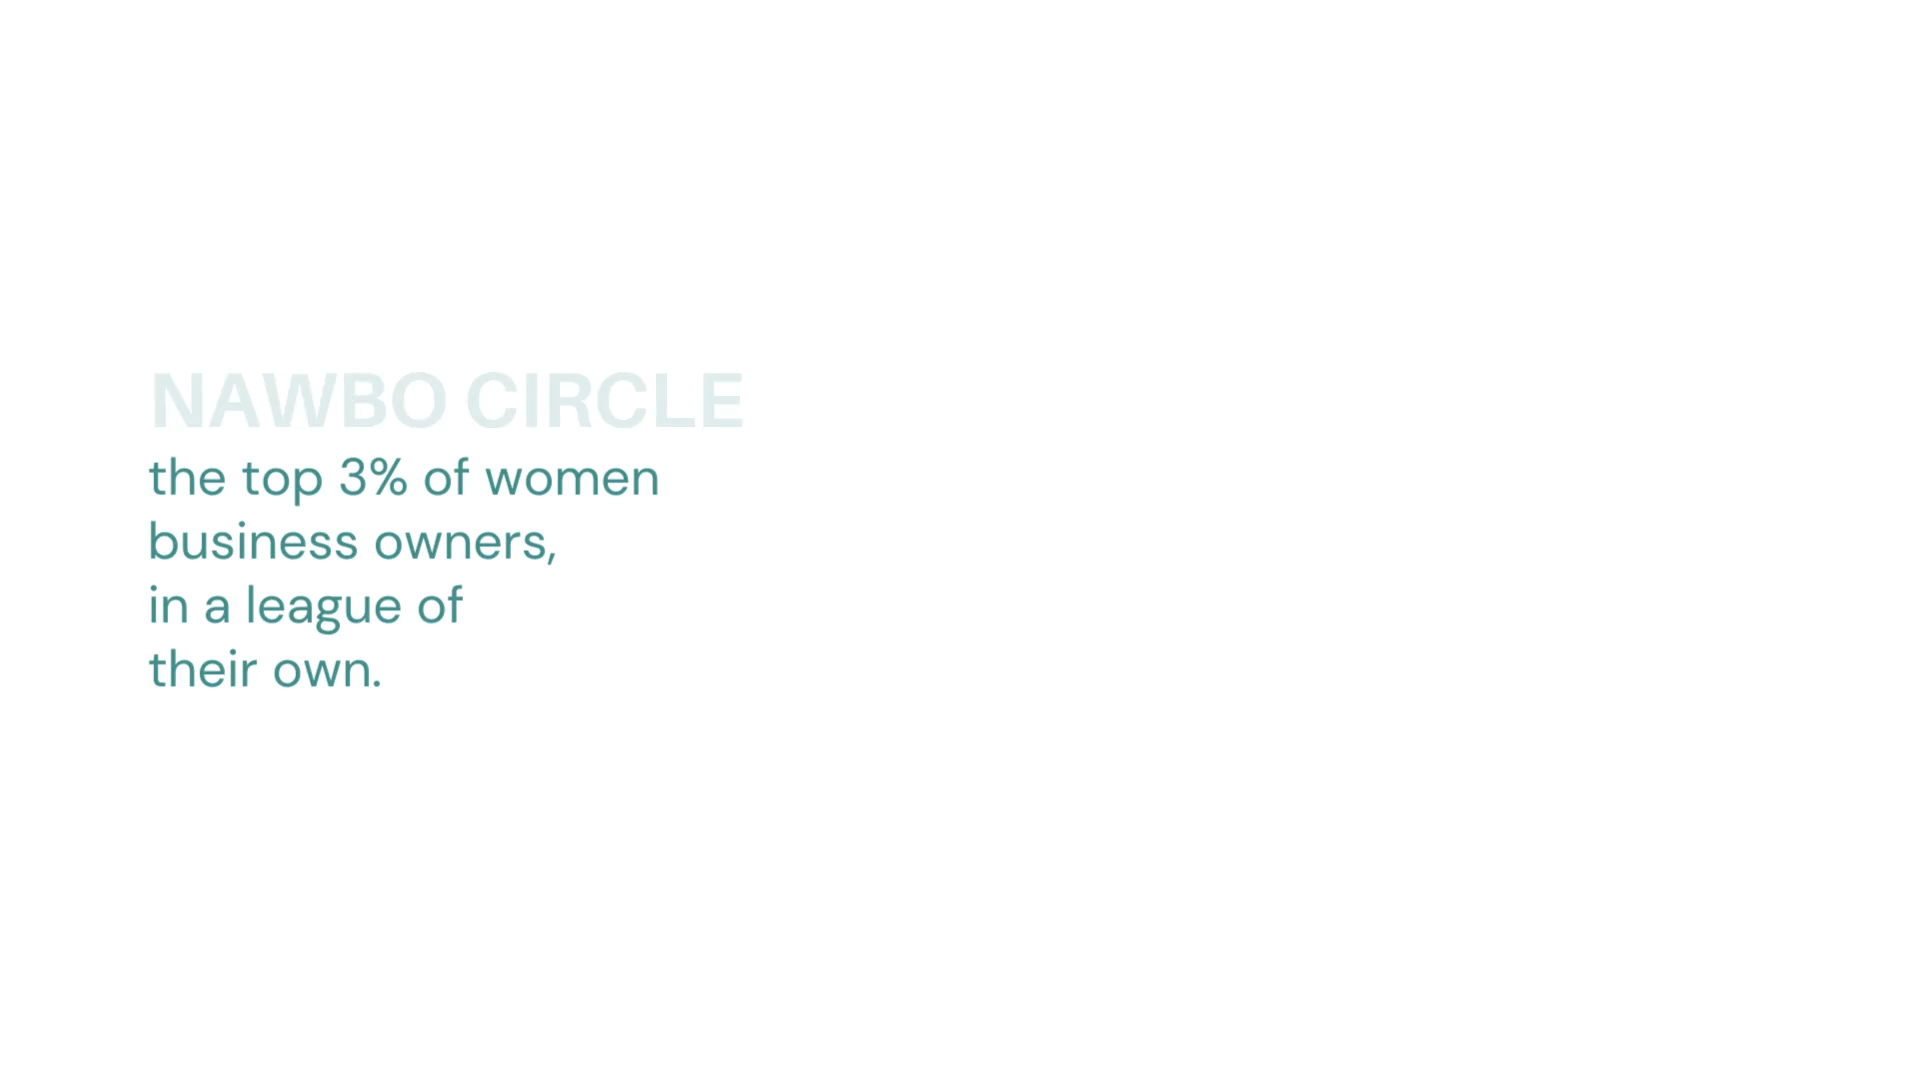 NAWBO CIRCLE
the top 3% of women
business owners,
in a league of
their own.